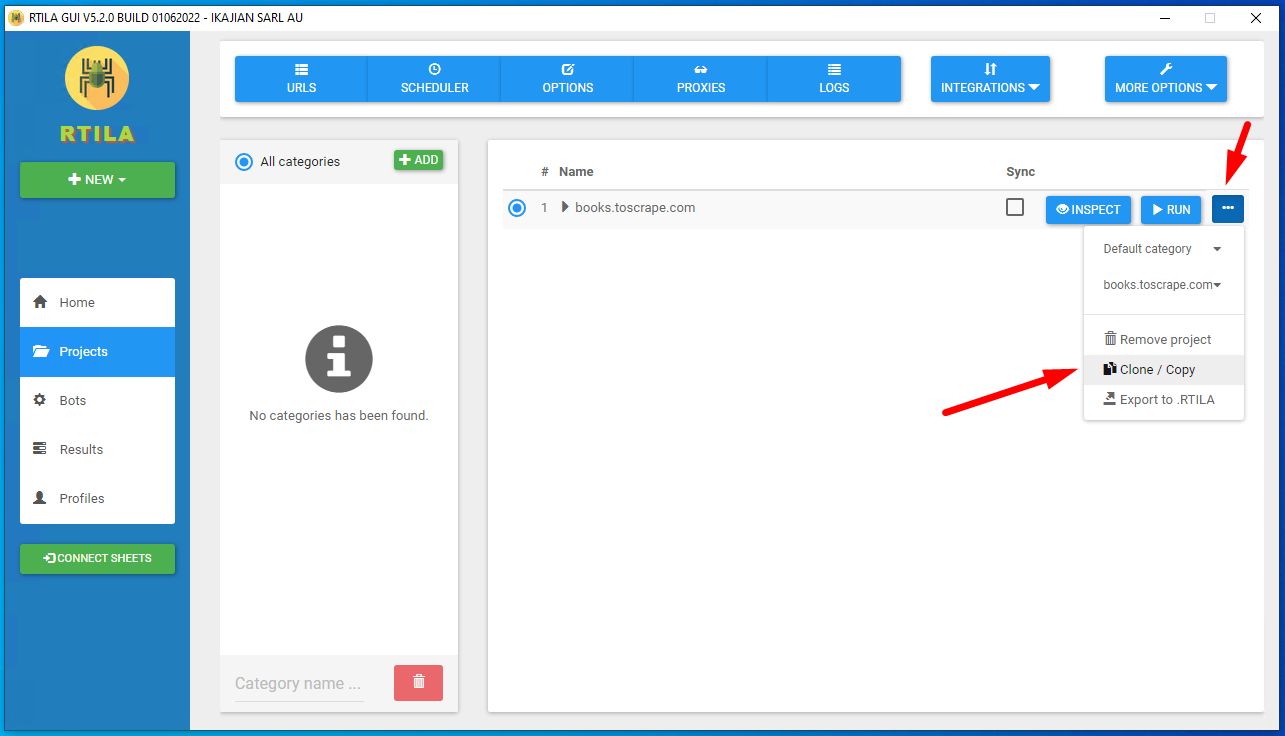 RTILA GUI V5.2.0 BUILD 01062022 - IKAJIAN SARL AU
RTILA
NEW
Home
Projects
Bots
Results
Profiles
CONNECT SHEETS
URLS
SCHEDULER
OPTIONS
PROXIES
LOGS
INTEGRATIONS
MORE OPTIONS
All categories
ADD
No categories has been found.
Category name ...
# Name Sync
1 books.toscrape.com INSPECT RUN
Default category
books.toscrape.com
Remove project
Clone / Copy
Export to .RTILA